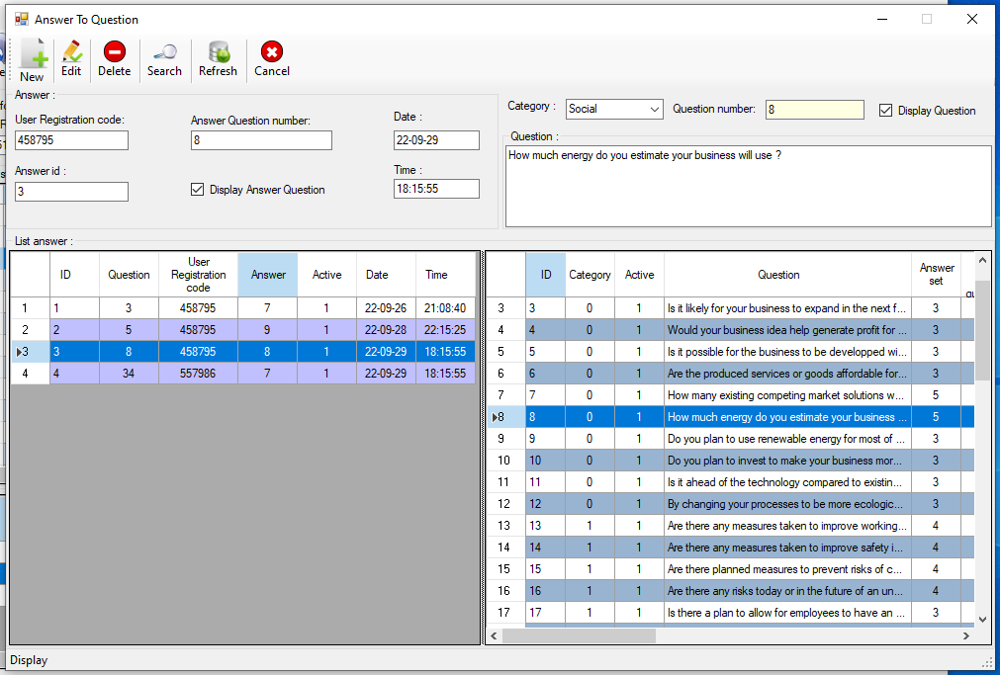 Answer To Question
New Edit Delete Search Refresh Cancel
Answer :
User Registration code:
458795
Answer Question number:
8
Date :
22-09-29
Answer id :
3
Display Answer Question
Time :
18:15:55
Category : Social Question number: 8 Display Question
Question :
How much energy do you estimate your business will use ?
List answer :
ID Question User Registration code Answer Active Date Time
1 1 3 458795 7 1 22-09-26 21:08:40
2 2 5 458795 9 1 22-09-28 22:15:25
3 3 8 458795 8 1 22-09-29 18:15:55
4 4 34 557986 7 1 22-09-29 18:15:55
ID Category Active Question Answer set
3 3 0 1 Is it likely for your business to expand in the next f... 3
4 4 0 1 Would your business idea help generate profit for ... 3
5 5 0 1 Is it possible for the business to be developped wi... 3
6 6 0 1 Are the produced services or goods affordable for... 3
7 7 0 1 How many existing competing market solutions w... 5
8 8 0 1 How much energy do you estimate your business ... 5
9 9 0 1 Do you plan to use renewable energy for most of ... 3
10 10 0 1 Do you plan to invest to make your business mor... 3
11 11 0 1 Is it ahead of the technology compared to existin... 3
12 12 0 1 By changing your processes to be more ecologic... 3
13 13 1 1 Are there any measures taken to improve working... 4
14 14 1 1 Are there any measures taken to improve safety i... 4
15 15 1 1 Are there planned measures to prevent risks of c... 4
16 16 1 1 Are there any risks today or in the future of an un... 4
17 17 1 1 Is there a plan to allow for employees to have an ... 3
Display